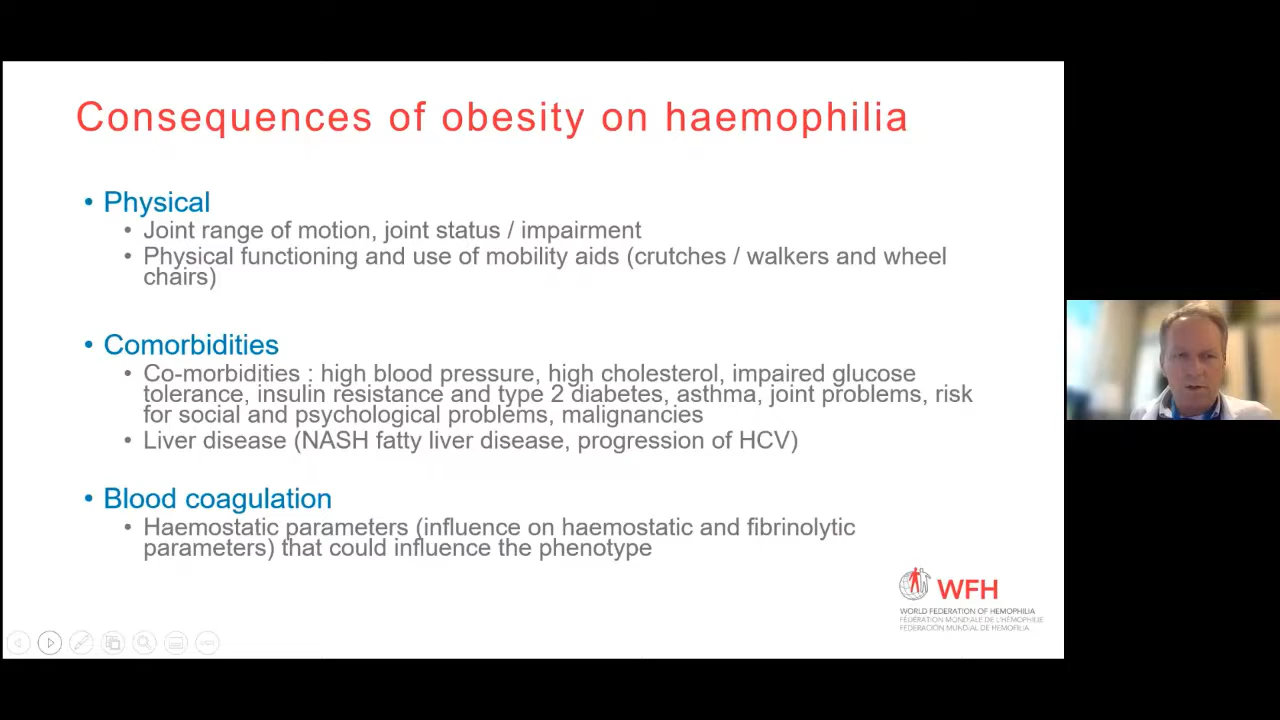 Consequences of obesity on haemophilia
• Physical
• Joint range of motion, joint status / impairment
• Physical functioning and use of mobility aids (crutches / walkers and wheel
chairs)
• Comorbidities
• Co-morbidities : high blood pressure, high cholesterol, impaired glucose
tolerance, insulin resistance and type 2 diabetes, asthma, joint problems, risk
for social and psychological problems, malignancies
• Liver disease (NASH fatty liver disease, progression of HCV)
• Blood coagulation
• Haemostatic parameters (influence on haemostatic and fibrinolytic
parameters) that could influence the phenotype
WFH
WORLD FEDERATION OF HEMOPHILIA
FÉDÉRATION MONDIALE DE L'HÉMOPHILIE
FEDERACIÓN MUNDIAL DE HEMOFILIA